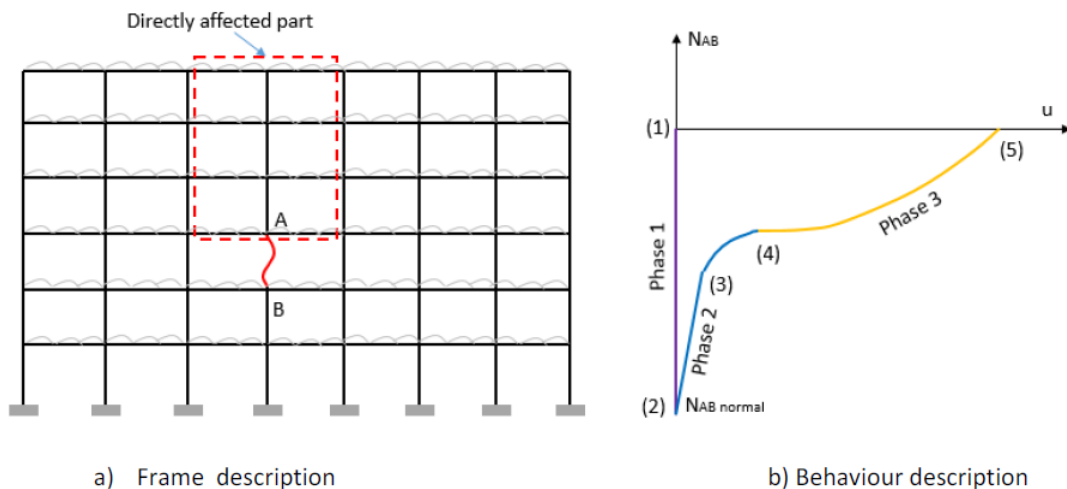 Directly affected part
A
B
a) Frame description
NAB
u
(1)
(5)
Phase 1
Phase 3
(4)
(3)
Phase 2
(2) NAB normal
b) Behaviour description